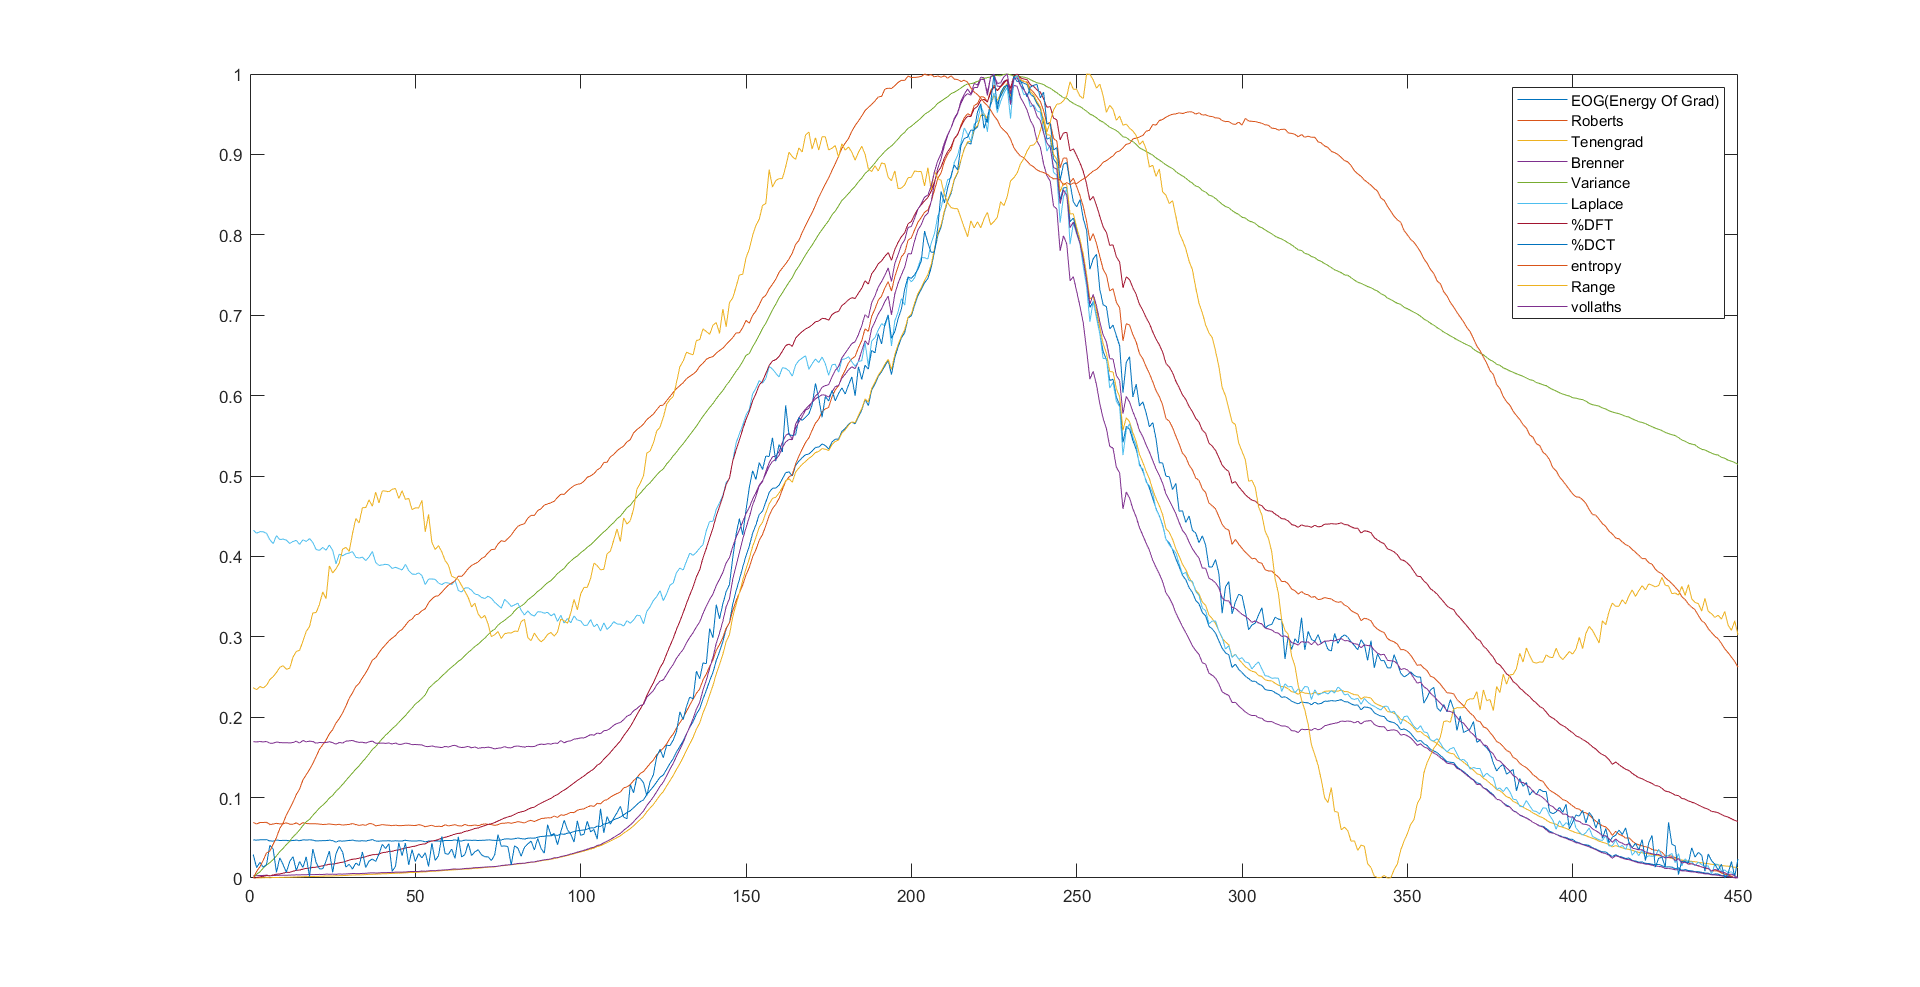 1
0.9
0.8
0.7
0.6
0.5
0.4
0.3
0.2
0.1
0
0 50 100 150 200 250 300 350 400 450
EOG(Energy Of Grad)
Roberts
Tenengrad
Brenner
Variance
Laplace
%DFT
%DCT
entropy
Range
vollaths